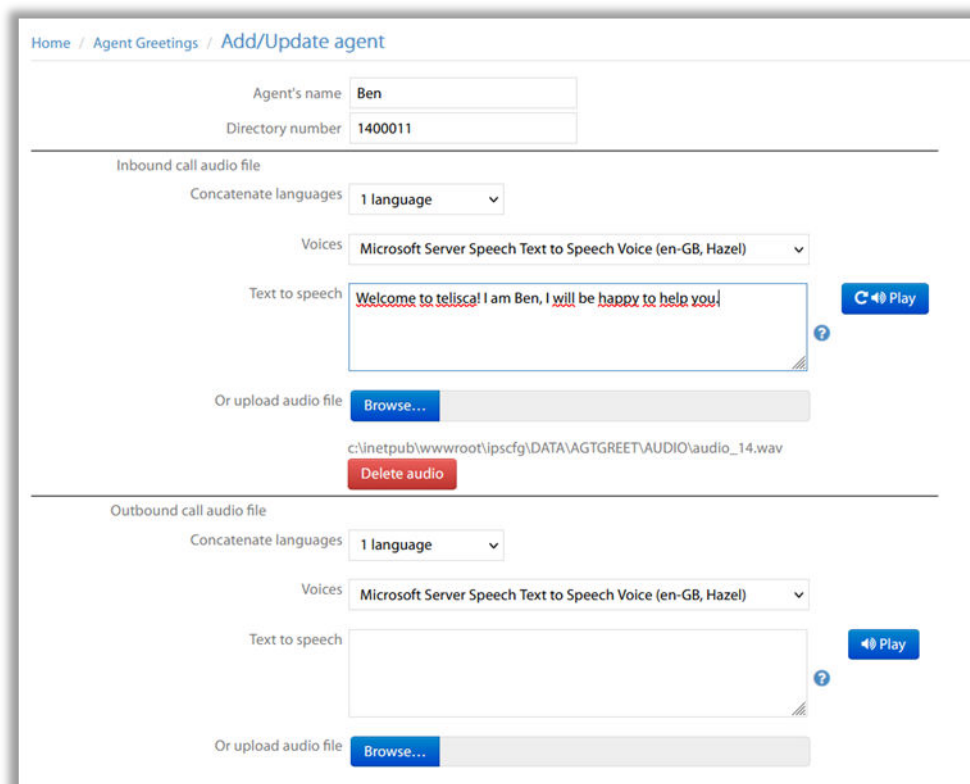 Home / Agent Greetings / Add/Update agent
Agent's name Ben
Directory number 1400011
Inbound call audio file
Concatenate languages 1 language
Voices Microsoft Server Speech Text to Speech Voice (en-GB, Hazel)
Text to speech Welcome to telisca! I am Ben, I will be happy to help you. Play
?
Or upload audio file Browse...
c:\inetpub\wwwroot\ipscfg\DATA\AGTGREET\AUDIO\audio_14.wav
Delete audio
Outbound call audio file
Concatenate languages 1 language
Voices Microsoft Server Speech Text to Speech Voice (en-GB, Hazel)
Text to speech Play
?
Or upload audio file Browse...